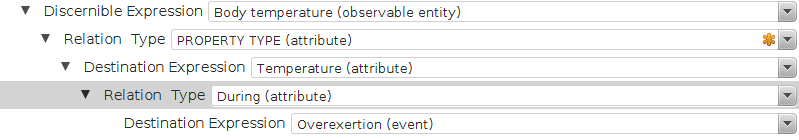 Discernible Expression Body temperature (observable entity)
Relation Type PROPERTY TYPE (attribute)
Destination Expression Temperature (attribute)
Relation Type During (attribute)
Destination Expression Overexertion (event)